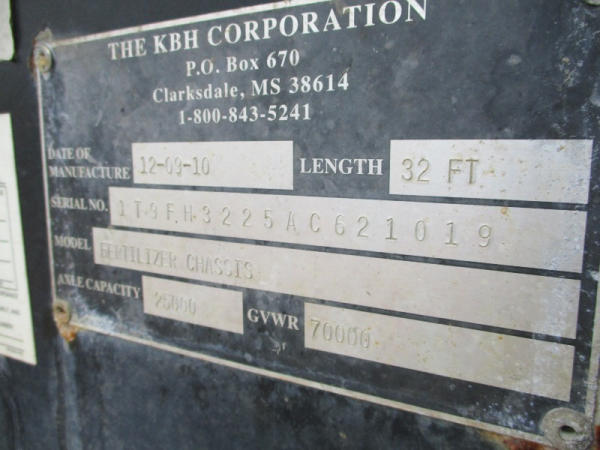 THE KBH CORPORATION
P.O. Box 670
Clarksdale, MS 38614
1-800-843-5241
DATE OF MANUFACTURE 12-09-10 LENGTH 32 FT
SERIAL NO. 1T9FH3225AC621019
MODEL FERTILIZER CHASSIS
AXLE CAPACITY 25000 GVWR 70000